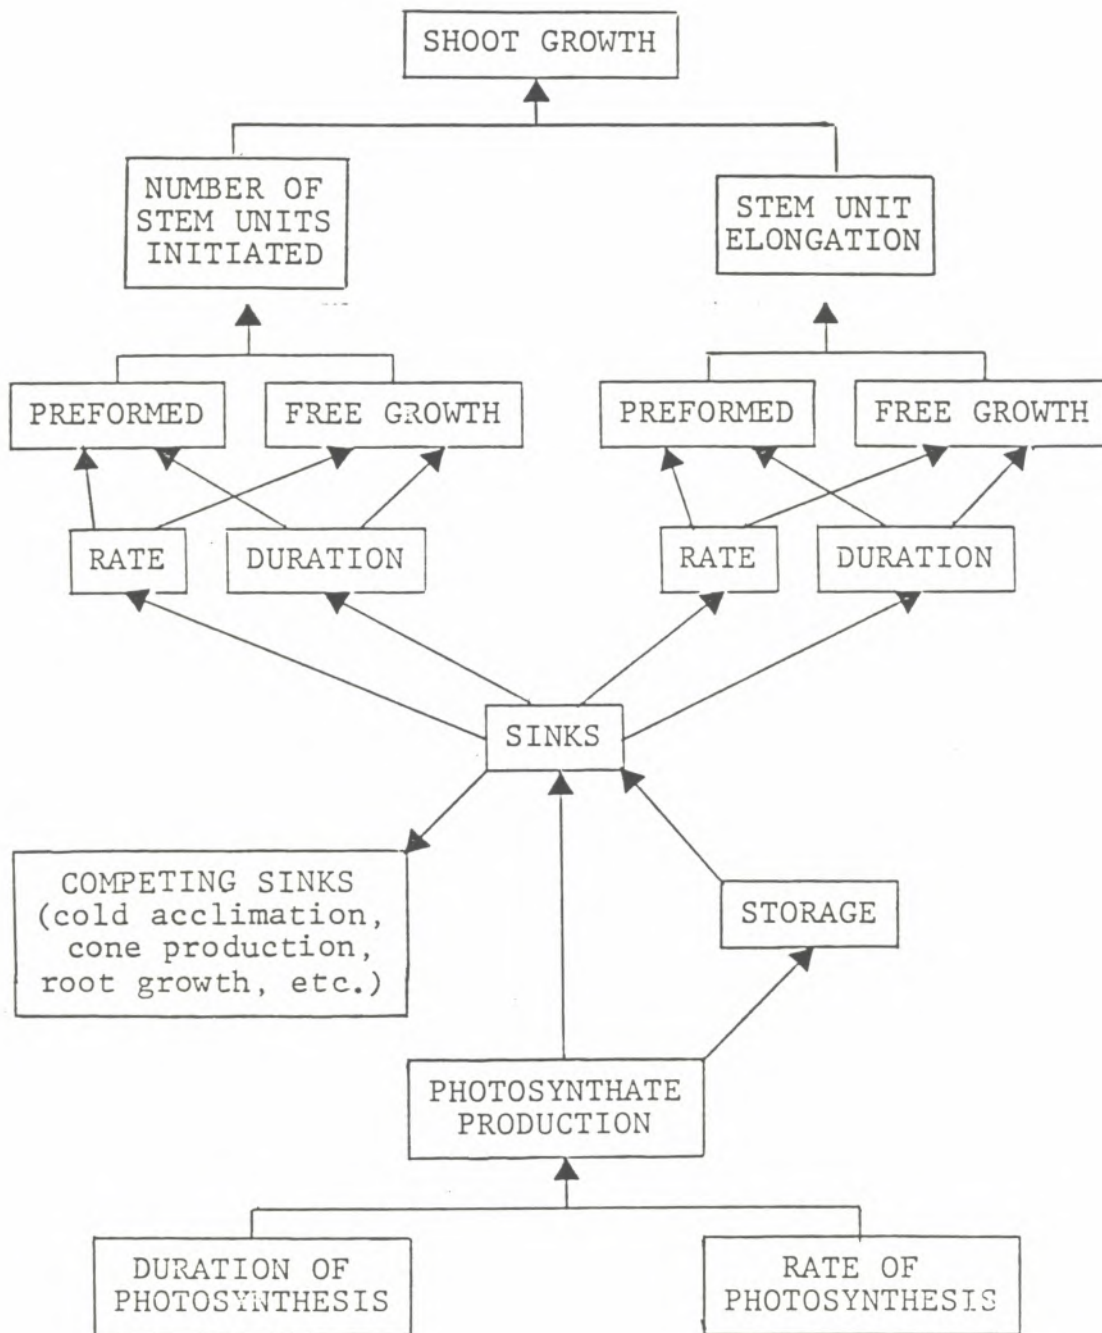 SHOOT GROWTH
NUMBER OF
STEM UNITS
INITIATED
STEM UNIT
ELONGATION
PREFORMED
FREE GROWTH
PREFORMED
FREE GROWTH
RATE
DURATION
RATE
DURATION
SINKS
COMPETING SINKS
(cold acclimation,
cone production,
root growth, etc.)
STORAGE
PHOTOSYNTHATE
PRODUCTION
DURATION OF
PHOTOSYNTHESIS
RATE OF
PHOTOSYNTHESIS